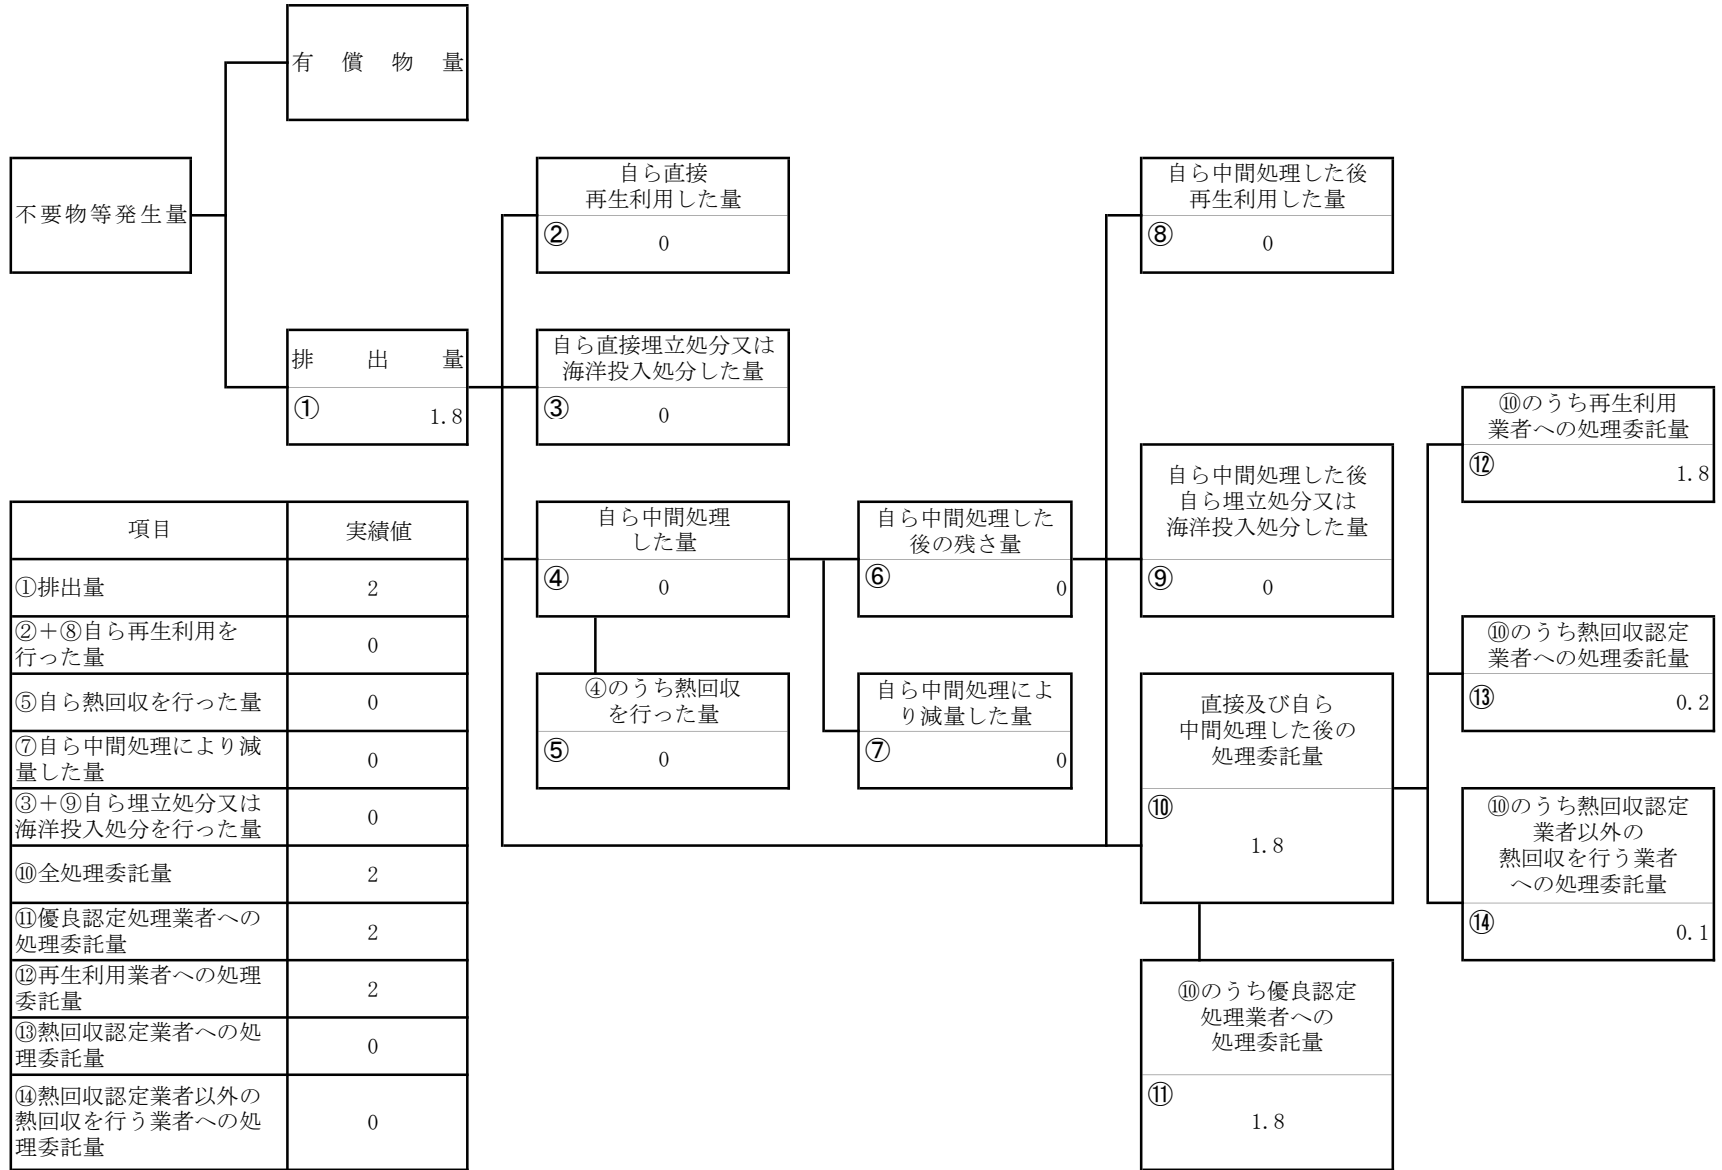 有償物量
不要物等発生量
排出量
①
1.8
自ら直接
再生利用した量
②
0
自ら直接埋立処分又は
海洋投入処分した量
③
0
自ら中間処理
した量
④
0
④のうち熱回収
を行った量
⑤
0
自ら中間処理した
後の残さ量
⑥
0
自ら中間処理によ
り減量した量
⑦
0
自ら中間処理した後
再生利用した量
⑧
0
自ら中間処理した後
自ら埋立処分又は
海洋投入処分した量
⑨
0
直接及び自ら
中間処理した後の
処理委託量
⑩
1.8
⑩のうち優良認定
処理業者への
処理委託量
⑪
1.8
⑩のうち再生利用
業者への処理委託量
⑫
1.8
⑩のうち熱回収認定
業者への処理委託量
⑬
0.2
⑩のうち熱回収認定
業者以外の
熱回収を行う業者
への処理委託量
⑭
0.1
項目 実績値
①排出量 2
②＋⑧自ら再生利用を
行った量 0
⑤自ら熱回収を行った量 0
⑦自ら中間処理により減
量した量 0
③＋⑨自ら埋立処分又は
海洋投入処分を行った量 0
⑩全処理委託量 2
⑪優良認定処理業者への
処理委託量 2
⑫再生利用業者への処理
委託量 2
⑬熱回収認定業者への処
理委託量 0
⑭熱回収認定業者以外の
熱回収を行う業者への処
理委託量 0